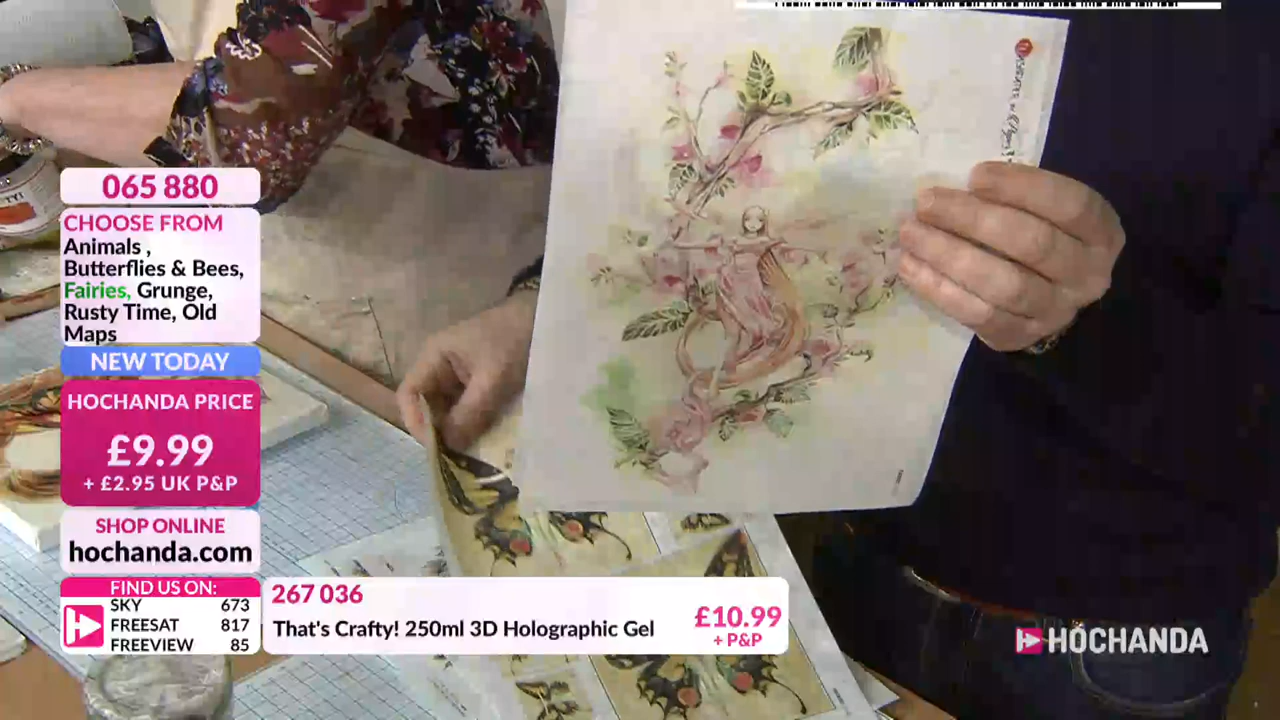 065 880
CHOOSE FROM
Animals ,
Butterflies & Bees,
Fairies, Grunge,
Rusty Time, Old
Maps
NEW TODAY
HOCHANDA PRICE
£9.99
+ £2.95 UK P&P
SHOP ONLINE
hochanda.com
FIND US ON:
SKY 673
FREESAT 817
FREEVIEW 85
267 036
That's Crafty! 250ml 3D Holographic Gel
£10.99
+ P&P
HOCHANDA